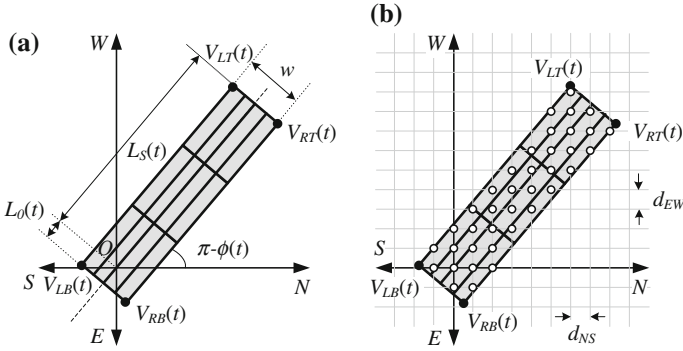 (a)
W
V_LT(t)
w
V_RT(t)
L_S(t)
L_0(t)
O
π-ϕ(t)
S
N
V_LB(t)
V_RB(t)
E
(b)
W
V_LT(t)
V_RT(t)
d_EW
S
N
V_LB(t)
V_RB(t)
E
d_NS